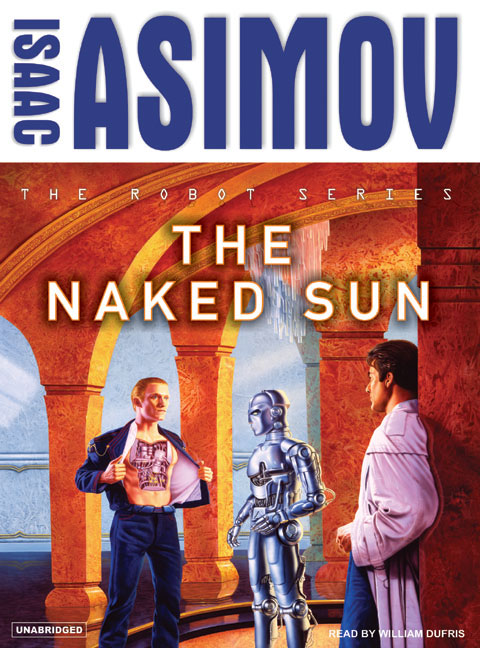 ISAAC
ASIMOV
THE ROBOT SERIES
THE
NAKED SUN
UNABRIDGED
READ BY WILLIAM DUFRIS